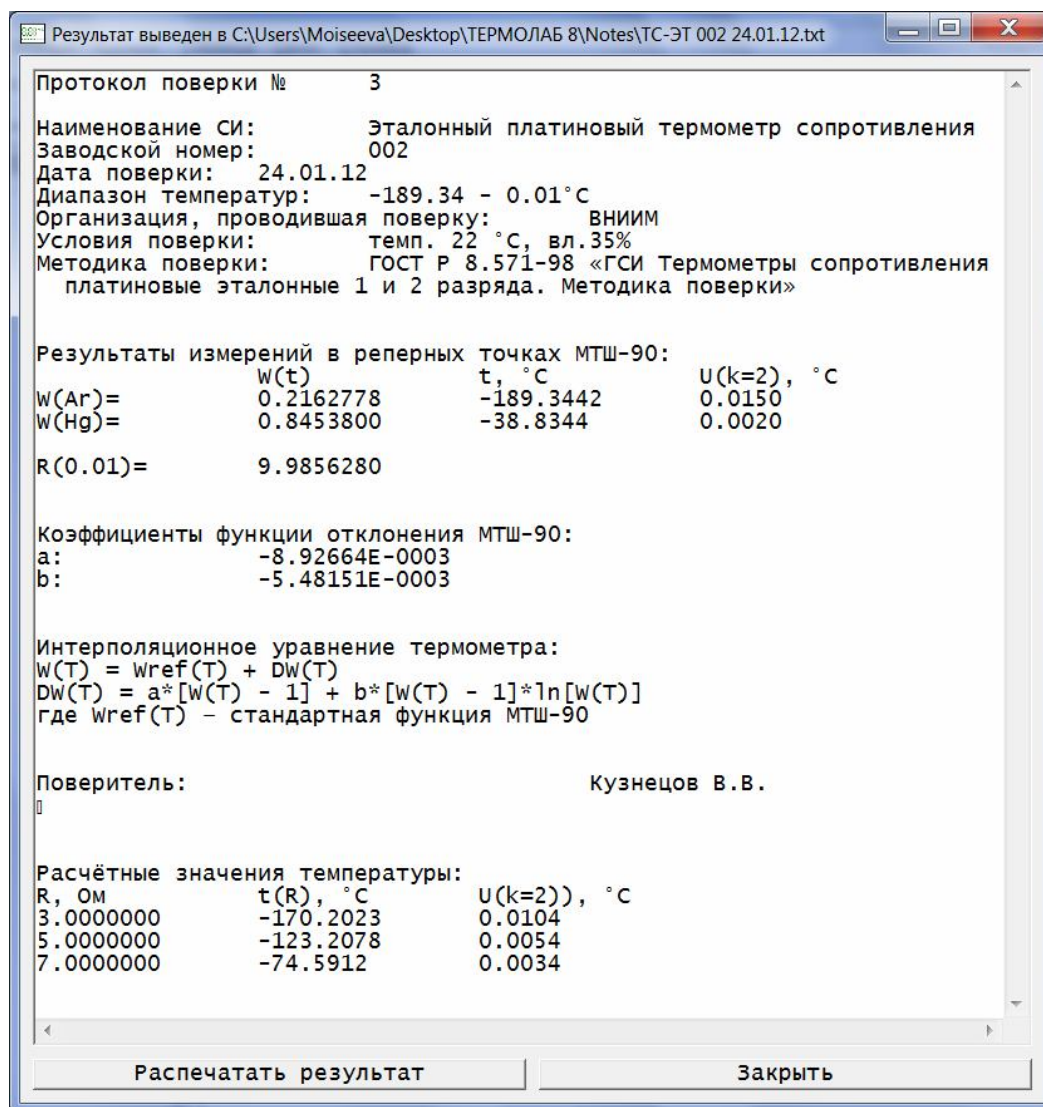 Результат выведен в C:\Users\Moiseeva\Desktop\ТЕРМОЛАБ 8\Notes\ТС-ЭТ 002 24.01.12.txt
Протокол поверки № 3
Наименование СИ: Эталонный платиновый термометр сопротивления
Заводской номер: 002
Дата поверки: 24.01.12
Диапазон температур: -189.34 - 0.01°C
Организация, проводившая поверку: ВНИИМ
Условия поверки: темп. 22 °C, вл.35%
Методика поверки: ГОСТ Р 8.571-98 «ГСИ Термометры сопротивления
платиновые эталонные 1 и 2 разряда. Методика поверки»
Результаты измерений в реперных точках МТШ-90:
W(t) t, °C U(k=2), °C
W(Ar)= 0.2162778 -189.3442 0.0150
W(Hg)= 0.8453800 -38.8344 0.0020
R(0.01)= 9.9856280
Коэффициенты функции отклонения МТШ-90:
a: -8.92664E-0003
b: -5.48151E-0003
Интерполяционное уравнение термометра:
W(T) = Wref(T) + DW(T)
DW(T) = a*[W(T) - 1] + b*[W(T) - 1]*ln[W(T)]
где Wref(T) – стандартная функция МТШ-90
Поверитель: Кузнецов В.В.
Расчётные значения температуры:
R, Ом t(R), °C U(k=2)), °C
3.0000000 -170.2023 0.0104
5.0000000 -123.2078 0.0054
7.0000000 -74.5912 0.0034
Распечатать результат Закрыть